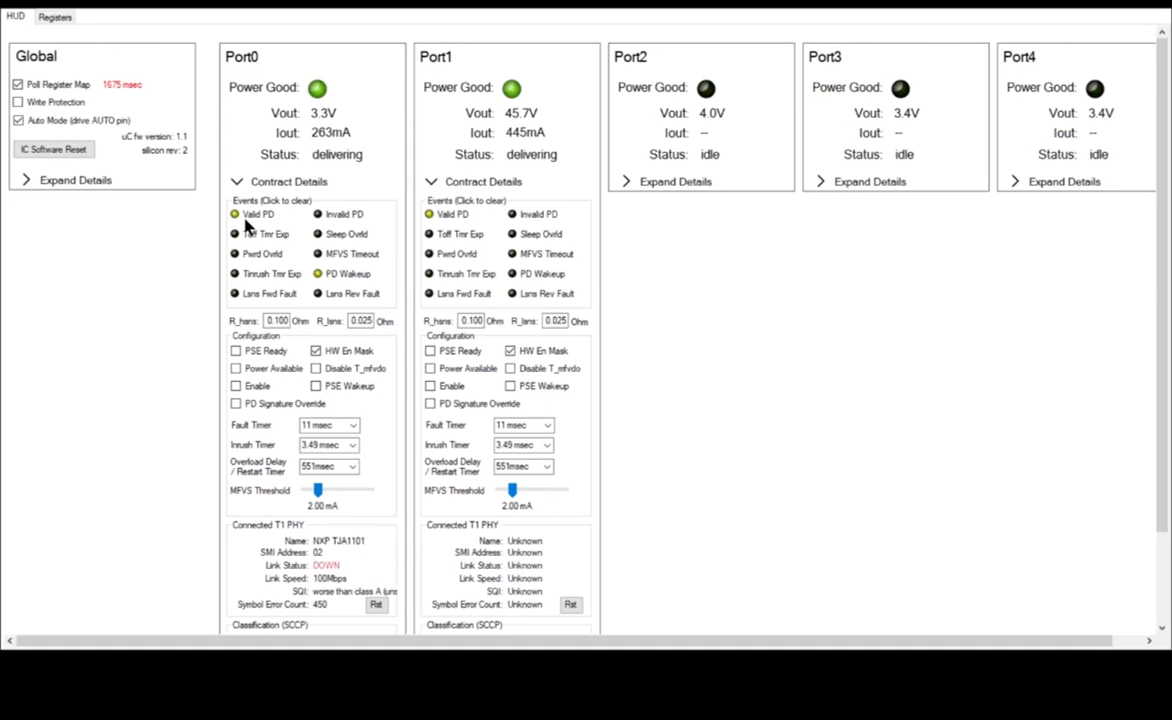 HUD Registers
Global
Poll Register Map 1675 msec
Write Protection
Auto Mode (drive AUTO pin)
uC fw version: 1.1
IC Software Reset silicon rev: 2
Expand Details
Port0
Power Good:
Vout: 3.3V
Iout: 263mA
Status: delivering
Contract Details
Events (Click to clear)
Valid PD Invalid PD
Toff Tmr Exp Sleep Ovrld
Pwrd Ovrld MFVS Timeout
Tinrush Tmr Exp PD Wakeup
Lsns Fwd Fault Lsns Rev Fault
R_hsns: 0.100 Ohm R_lsns: 0.025 Ohm
Configuration
PSE Ready HW En Mask
Power Available Disable T_mfvdo
Enable PSE Wakeup
PD Signature Override
Fault Timer 11 msec
Inrush Timer 3.49 msec
Overload Delay
/ Restart Timer 551msec
MFVS Threshold
2.00 mA
Connected T1 PHY
Name: NXP TJA1101
SMI Address: 02
Link Status: DOWN
Link Speed: 100Mbps
SQI: worse than class A (uns
Symbol Error Count: 450 Rst
Classification (SCCP)
Port1
Power Good:
Vout: 45.7V
Iout: 445mA
Status: delivering
Contract Details
Events (Click to clear)
Valid PD Invalid PD
Toff Tmr Exp Sleep Ovrld
Pwrd Ovrld MFVS Timeout
Tinrush Tmr Exp PD Wakeup
Lsns Fwd Fault Lsns Rev Fault
R_hsns: 0.100 Ohm R_lsns: 0.025 Ohm
Configuration
PSE Ready HW En Mask
Power Available Disable T_mfvdo
Enable PSE Wakeup
PD Signature Override
Fault Timer 11 msec
Inrush Timer 3.49 msec
Overload Delay
/ Restart Timer 551msec
MFVS Threshold
2.00 mA
Connected T1 PHY
Name: Unknown
SMI Address: Unknown
Link Status: Unknown
Link Speed: Unknown
SQI: Unknown
Symbol Error Count: Unknown Rst
Classification (SCCP)
Port2
Power Good:
Vout: 4.0V
Iout: --
Status: idle
Expand Details
Port3
Power Good:
Vout: 3.4V
Iout: --
Status: idle
Expand Details
Port4
Power Good:
Vout: 3.4V
Iout: --
Status: idle
Expand Details